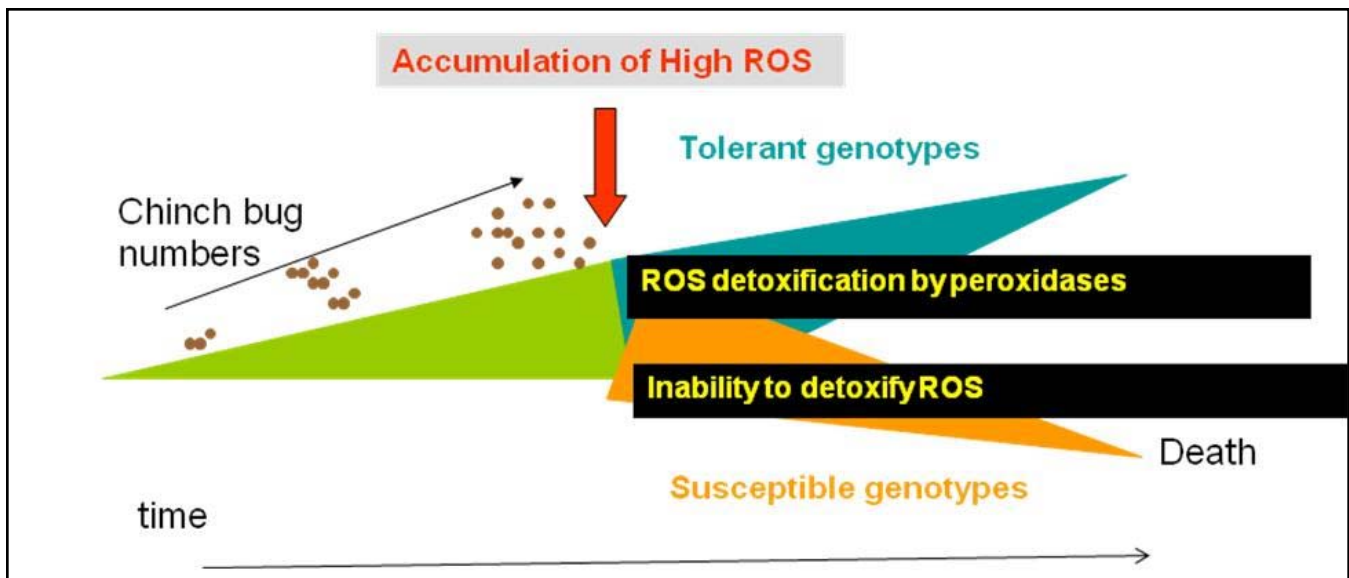 Accumulation of High ROS
Tolerant genotypes
Chinch bug
numbers
ROS detoxification by peroxidases
Inability to detoxify ROS
Death
Susceptible genotypes
time